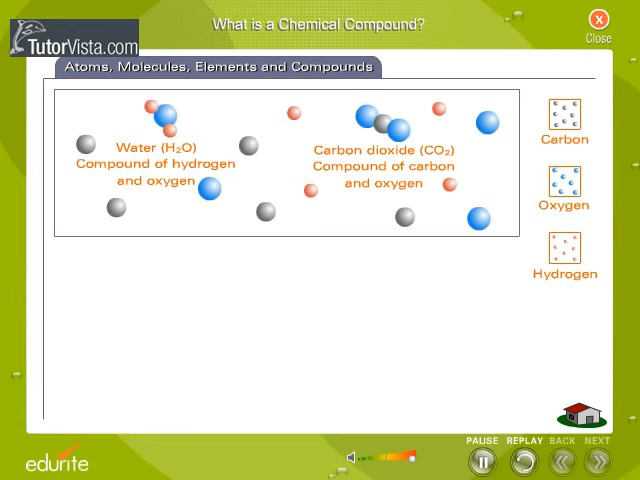 What is a Chemical Compound?
TutorVista.com
Close
Atoms, Molecules, Elements and Compounds
Water (H₂O)
Compound of hydrogen
and oxygen
Carbon dioxide (CO₂)
Compound of carbon
and oxygen
Carbon
Oxygen
Hydrogen
PAUSE REPLAY BACK NEXT
edurite